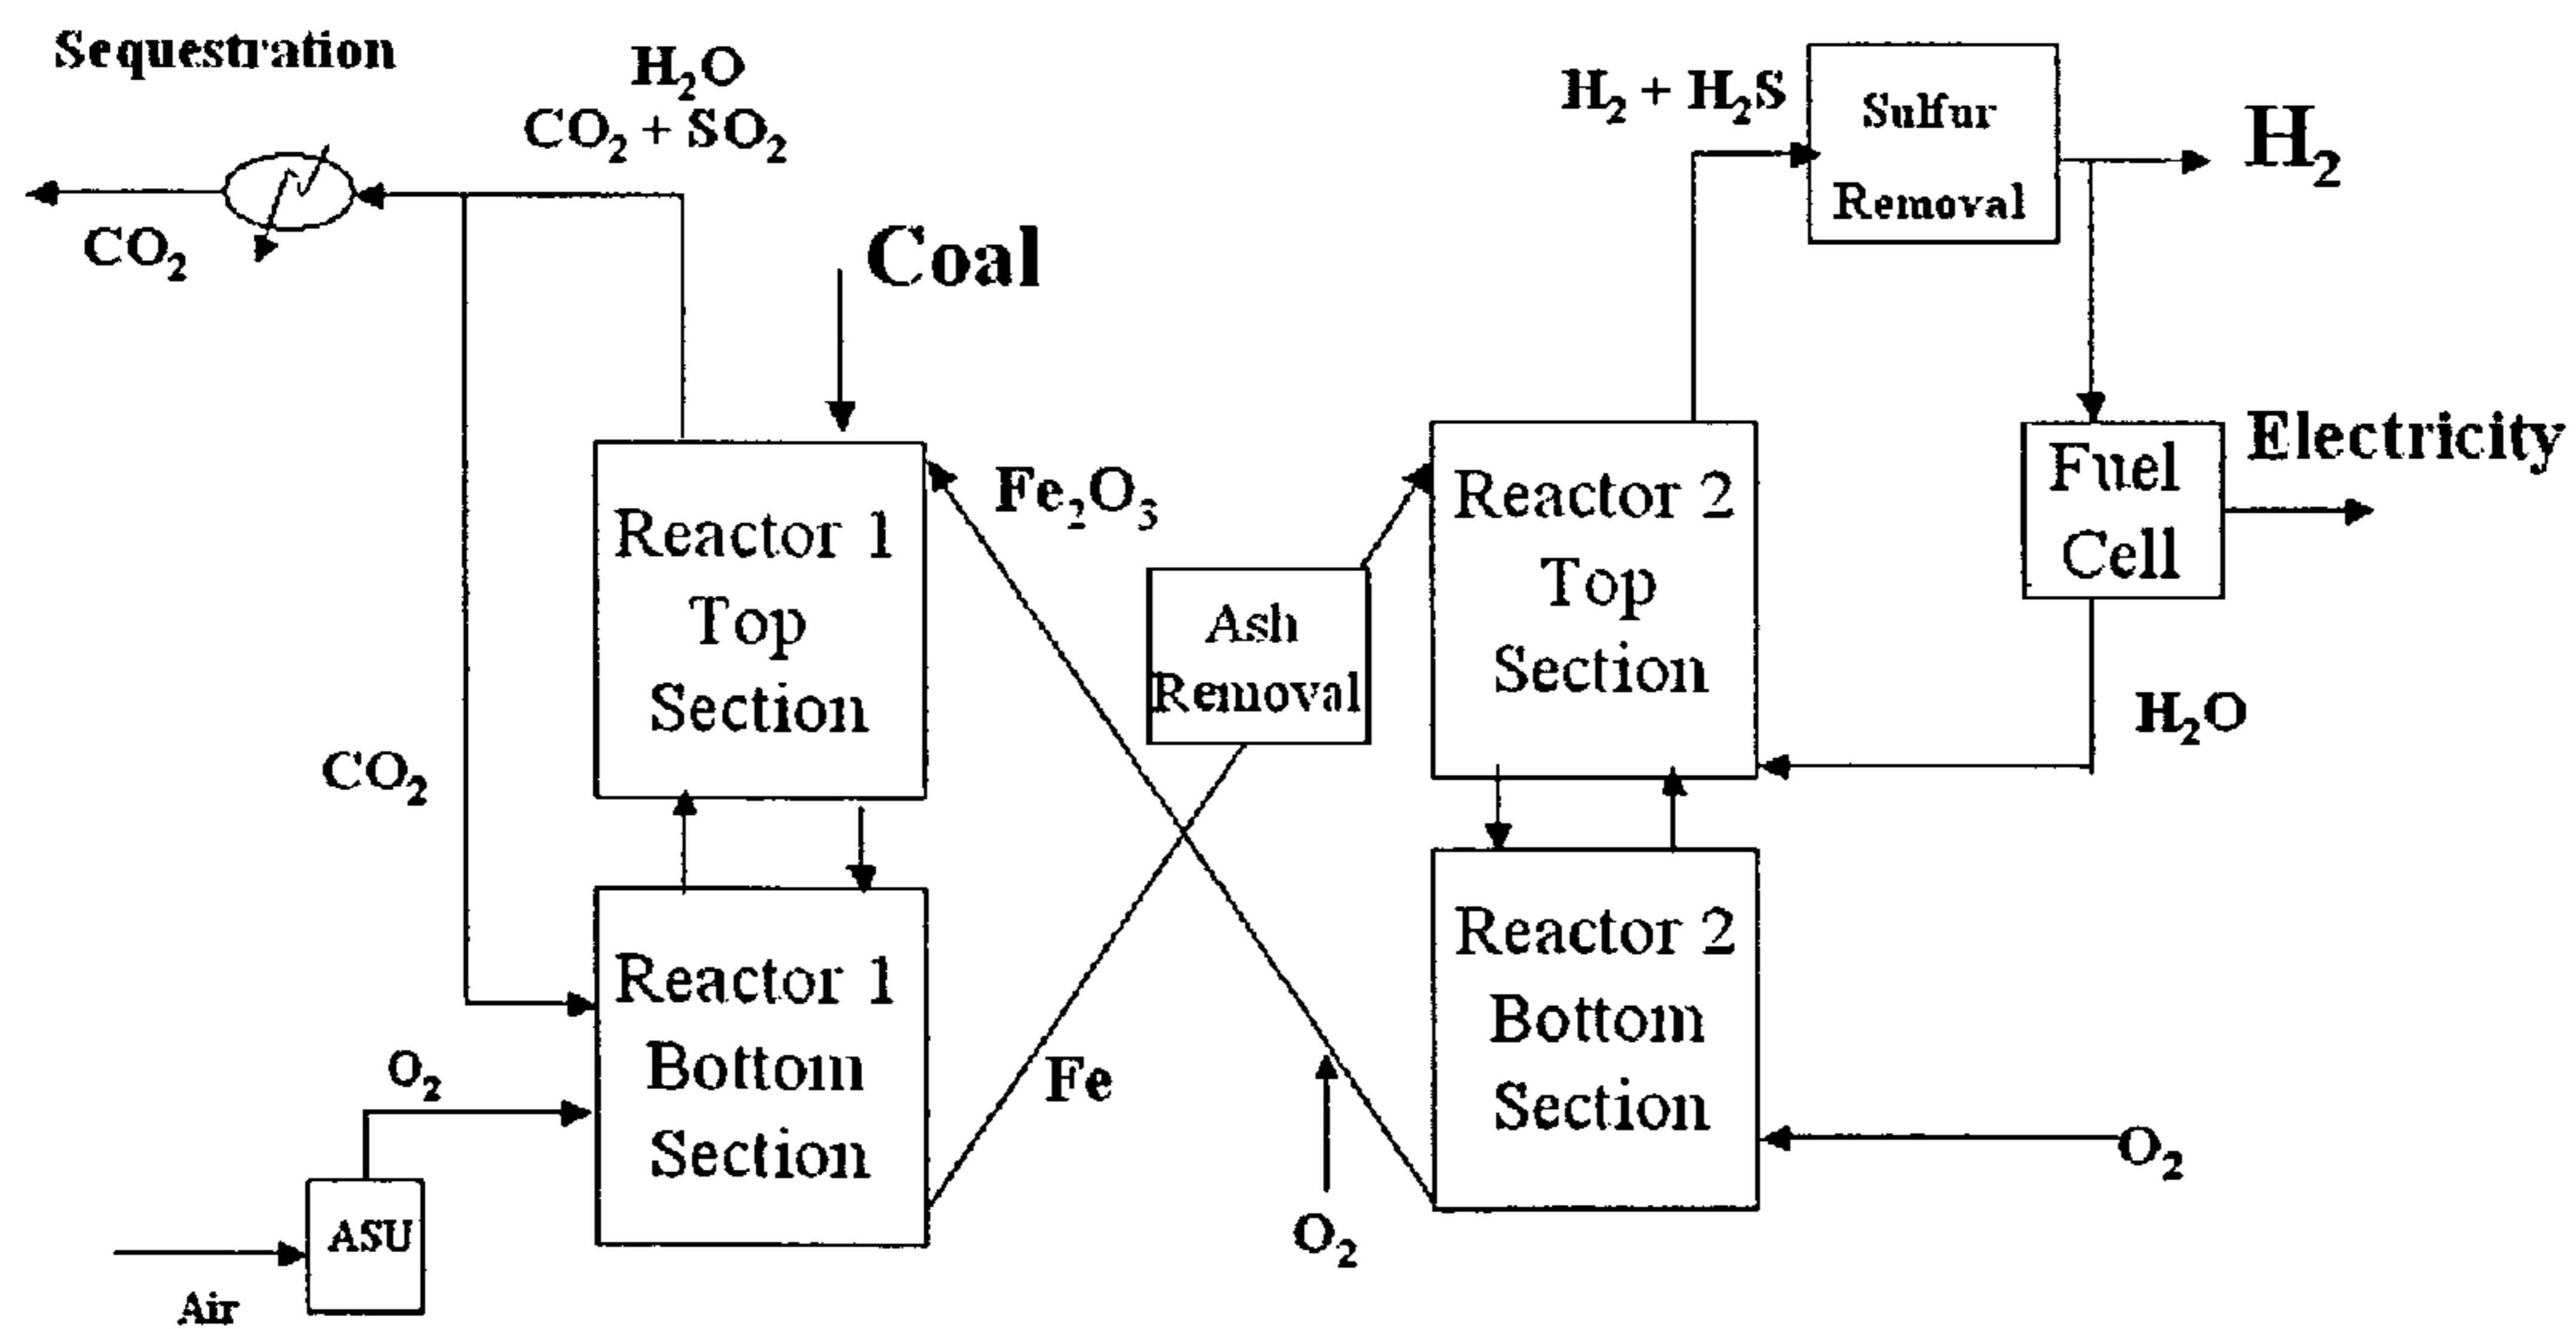 Sequestration
H₂O
CO₂ + SO₂
CO₂
Coal
H₂ + H₂S
Sulfur
Removal
H₂
Fe₂O₃
Reactor 1
Top
Section
Ash
Removal
Reactor 2
Top
Section
Fuel
Cell
Electricity
H₂O
CO₂
Reactor 1
Bottom
Section
Fe
Reactor 2
Bottom
Section
O₂
O₂
O₂
ASU
Air